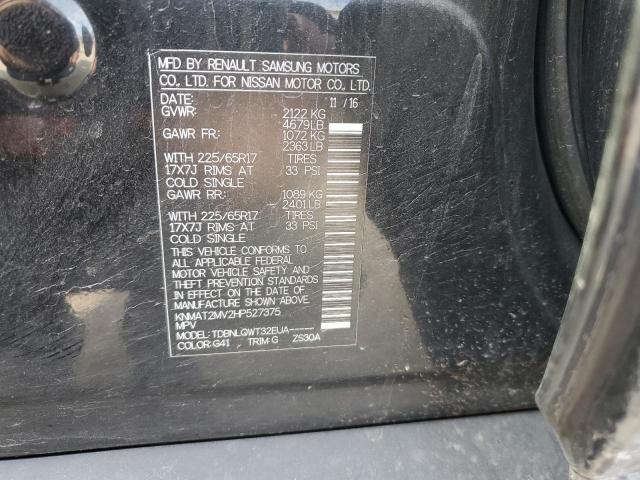 MFD BY RENAULT SAMSUNG MOTORS
CO., LTD. FOR NISSAN MOTOR CO., LTD.
DATE: 11 / 16
GVWR: 2122 KG
4679 LB
GAWR FR: 1072 KG
2363 LB
WITH 225/65R17 TIRES
17X7J RIMS AT 33 PSI
COLD SINGLE
GAWR RR: 1089 KG
2401 LB
WITH 225/65R17 TIRES
17X7J RIMS AT 33 PSI
COLD SINGLE
THIS VEHICLE CONFORMS TO
ALL APPLICABLE FEDERAL
MOTOR VEHICLE SAFETY AND
THEFT PREVENTION STANDARDS
IN EFFECT ON THE DATE OF
MANUFACTURE SHOWN ABOVE.
KNMAT2MV2HP527375
MPV
MODEL: TDBNLQWT32EUA-----
COLOR: G41 TRIM: G ZS30A